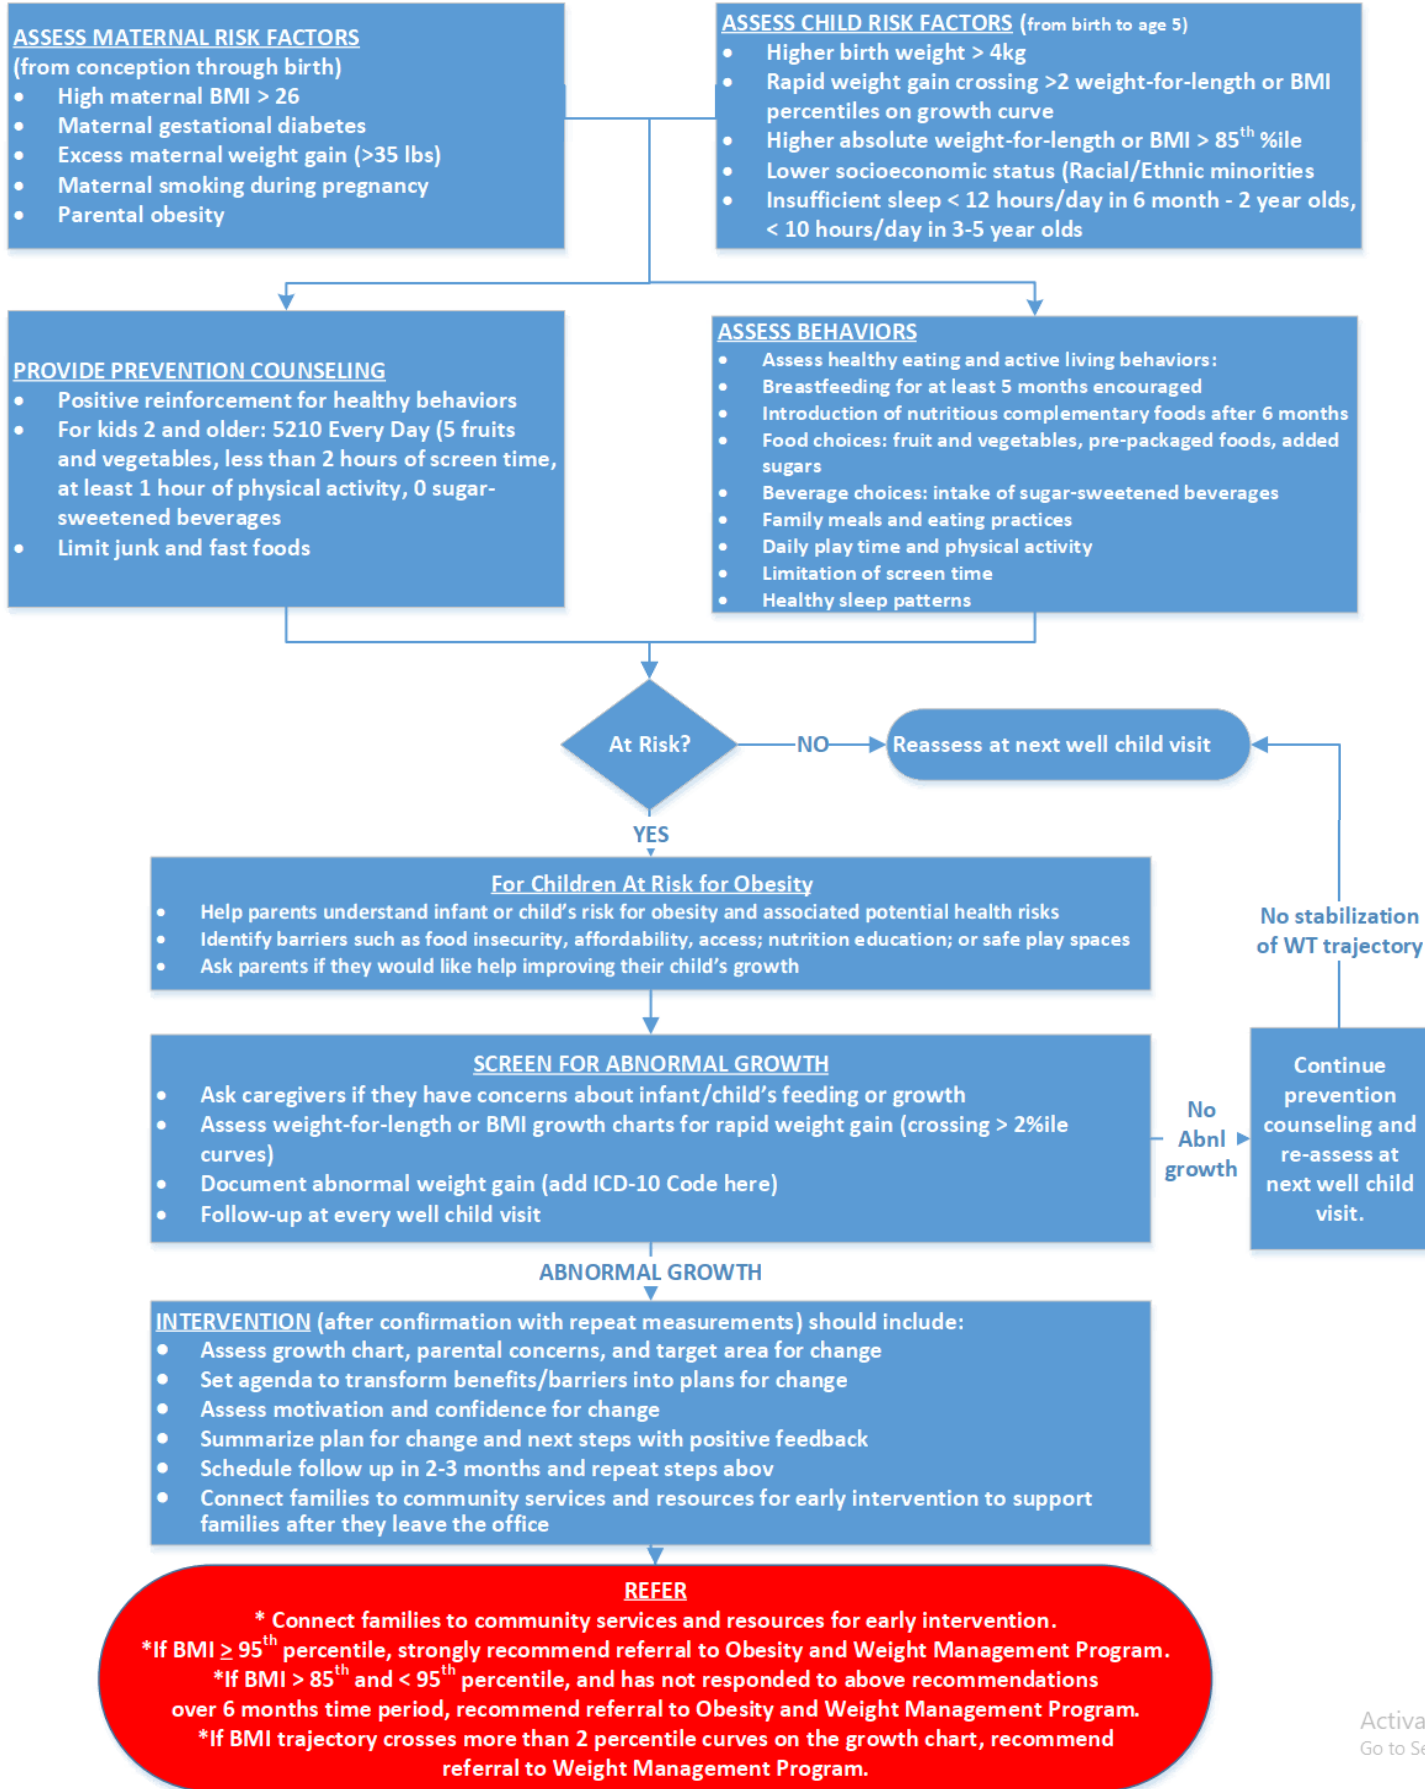 ASSESS MATERNAL RISK FACTORS
(from conception through birth)
• High maternal BMI > 26
• Maternal gestational diabetes
• Excess maternal weight gain (>35 lbs)
• Maternal smoking during pregnancy
• Parental obesity
ASSESS CHILD RISK FACTORS (from birth to age 5)
• Higher birth weight > 4kg
• Rapid weight gain crossing >2 weight-for-length or BMI
percentiles on growth curve
• Higher absolute weight-for-length or BMI > 85th %ile
• Lower socioeconomic status (Racial/Ethnic minorities
• Insufficient sleep < 12 hours/day in 6 month - 2 year olds,
< 10 hours/day in 3-5 year olds
PROVIDE PREVENTION COUNSELING
• Positive reinforcement for healthy behaviors
• For kids 2 and older: 5210 Every Day (5 fruits
and vegetables, less than 2 hours of screen time,
at least 1 hour of physical activity, 0 sugar-
sweetened beverages
• Limit junk and fast foods
ASSESS BEHAVIORS
• Assess healthy eating and active living behaviors:
• Breastfeeding for at least 5 months encouraged
• Introduction of nutritious complementary foods after 6 months
• Food choices: fruit and vegetables, pre-packaged foods, added
sugars
• Beverage choices: intake of sugar-sweetened beverages
• Family meals and eating practices
• Daily play time and physical activity
• Limitation of screen time
• Healthy sleep patterns
At Risk?
NO
Reassess at next well child visit
YES
For Children At Risk for Obesity
• Help parents understand infant or child's risk for obesity and associated potential health risks
• Identify barriers such as food insecurity, affordability, access; nutrition education; or safe play spaces
• Ask parents if they would like help improving their child's growth
No stabilization
of WT trajectory
SCREEN FOR ABNORMAL GROWTH
• Ask caregivers if they have concerns about infant/child's feeding or growth
• Assess weight-for-length or BMI growth charts for rapid weight gain (crossing > 2%ile
curves)
• Document abnormal weight gain (add ICD-10 Code here)
• Follow-up at every well child visit
No
Abnl
growth
Continue
prevention
counseling and
re-assess at
next well child
visit.
ABNORMAL GROWTH
INTERVENTION (after confirmation with repeat measurements) should include:
• Assess growth chart, parental concerns, and target area for change
• Set agenda to transform benefits/barriers into plans for change
• Assess motivation and confidence for change
• Summarize plan for change and next steps with positive feedback
• Schedule follow up in 2-3 months and repeat steps abov
• Connect families to community services and resources for early intervention to support
families after they leave the office
REFER
* Connect families to community services and resources for early intervention.
*If BMI ≥ 95th percentile, strongly recommend referral to Obesity and Weight Management Program.
*If BMI > 85th and < 95th percentile, and has not responded to above recommendations
over 6 months time period, recommend referral to Obesity and Weight Management Program.
*If BMI trajectory crosses more than 2 percentile curves on the growth chart, recommend
referral to Weight Management Program.
Activa
Go to Se